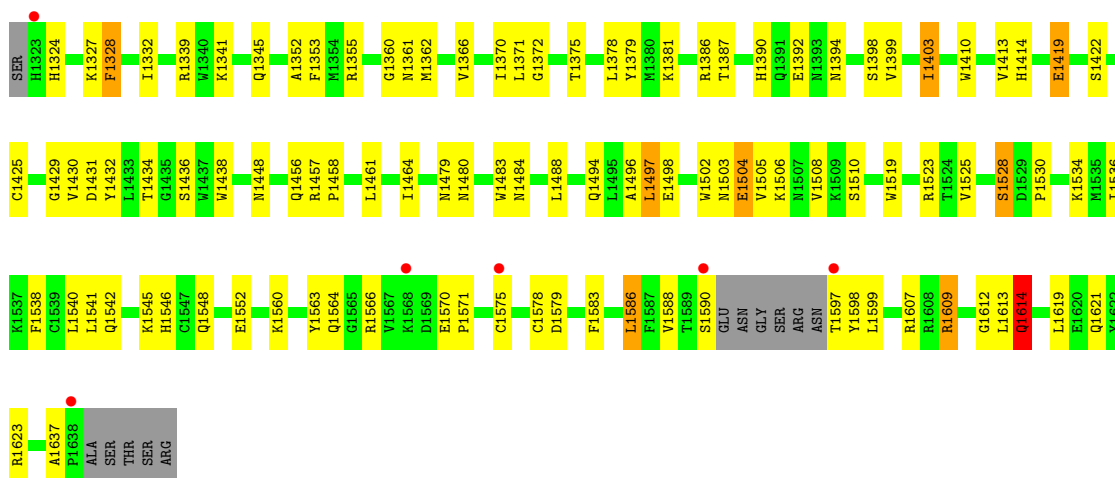 SER H1323 H1324 K1327 F1328 I1332 R1339 W1340 K1341 Q1345 A1352 F1353 M1354 R1355 G1360 N1361 M1362 V1366 I1370 L1371 G1372 T1375 L1378 Y1379 M1380 K1381 R1386 T1387 H1390 Q1391 E1392 N1393 N1394 S1398 V1399 I1403 W1410 V1413 H1414 E1419 S1422
C1425 G1429 V1430 D1431 Y1432 L1433 T1434 G1435 S1436 W1437 W1438 N1448 Q1456 R1457 P1458 L1461 I1464 N1479 N1480 W1483 N1484 L1488 Q1494 L1495 A1496 L1497 E1498 W1502 N1503 E1504 V1505 K1506 N1507 V1508 K1509 S1510 W1519 R1523 T1524 V1525 S1528 D1529 P1530 K1534 M1535 I1536
K1537 F1538 C1539 L1540 L1541 Q1542 K1545 H1546 C1547 Q1548 E1552 K1560 Y1563 Q1564 G1565 R1566 V1567 K1568 D1569 E1570 P1571 C1575 C1578 D1579 F1583 L1586 F1587 V1588 T1589 S1590 GLU ASN GLY SER ARG ASN T1597 Y1598 L1599 R1607 R1608 R1609 G1612 L1613 Q1614 L1619 E1620 Q1621 Y1622
R1623 A1637 P1638 ALA SER THR SER ARG